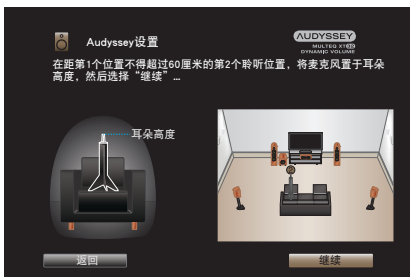 Audyssey设置
AUDYSSEY
MULTEQ XT32
DYNAMIC VOLUME
在距第1个位置不得超过60厘米的第2个聆听位置，将麦克风置于耳朵
高度，然后选择“继续”...
耳朵高度
返回
继续